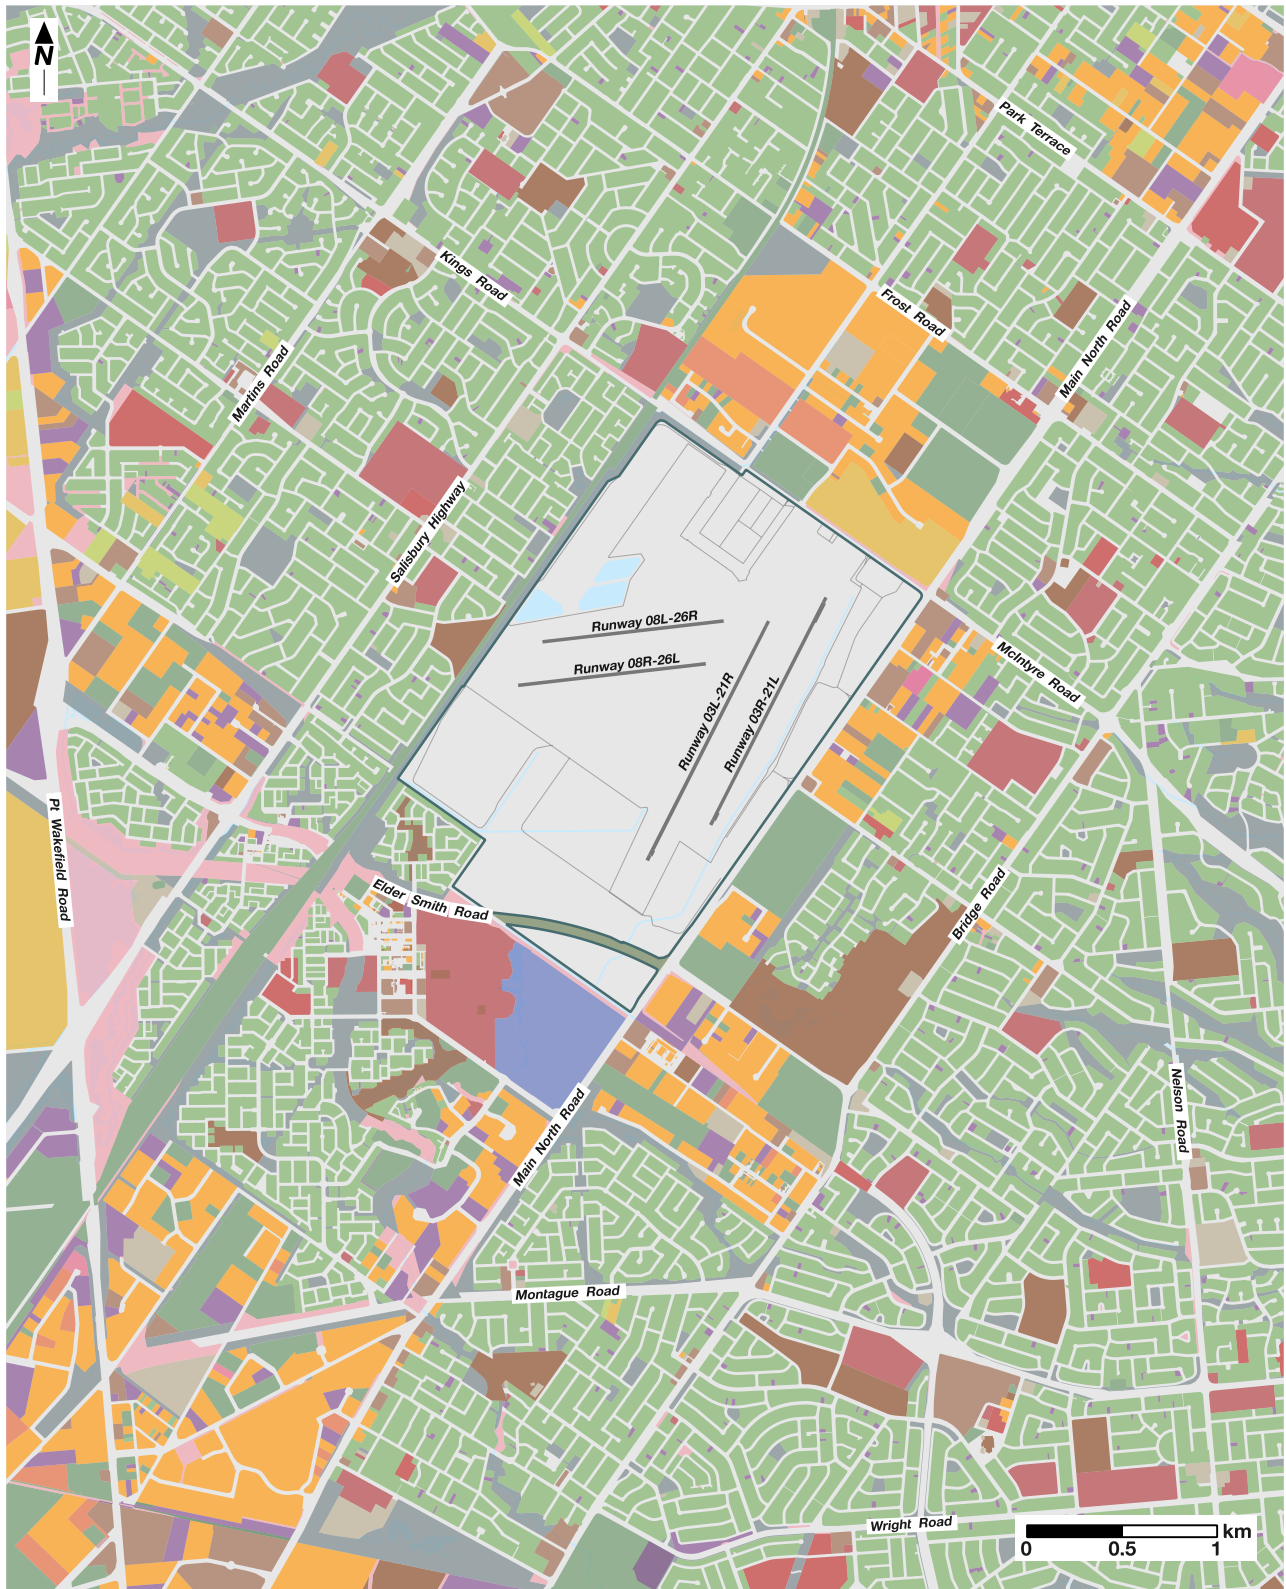 N
Park Terrace
Kings Road
Frost Road
Main North Road
Martins Road
Salisbury Highway
Runway 08L-26R
Runway 08R-26L
Runway 03L-21R
Runway 03R-21L
McIntyre Road
Pt Wakefield Road
Elder Smith Road
Bridge Road
Main North Road
Nelson Road
Montague Road
Wright Road
km
0 0.5 1